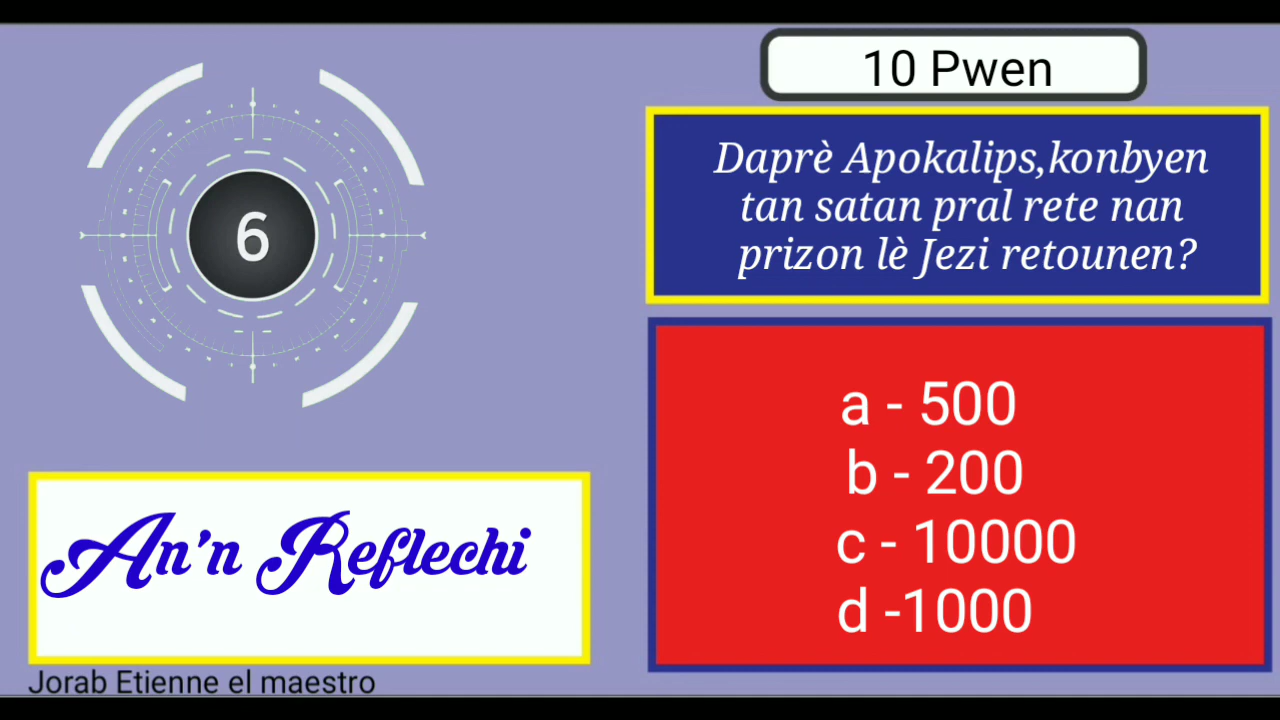 10 Pwen
Daprè Apokalips,konbyen
tan satan pral rete nan
prizon lè Jezi retounen?
6
a - 500
b - 200
c - 10000
d -1000
An'n Reflechi
Jorab Etienne el maestro